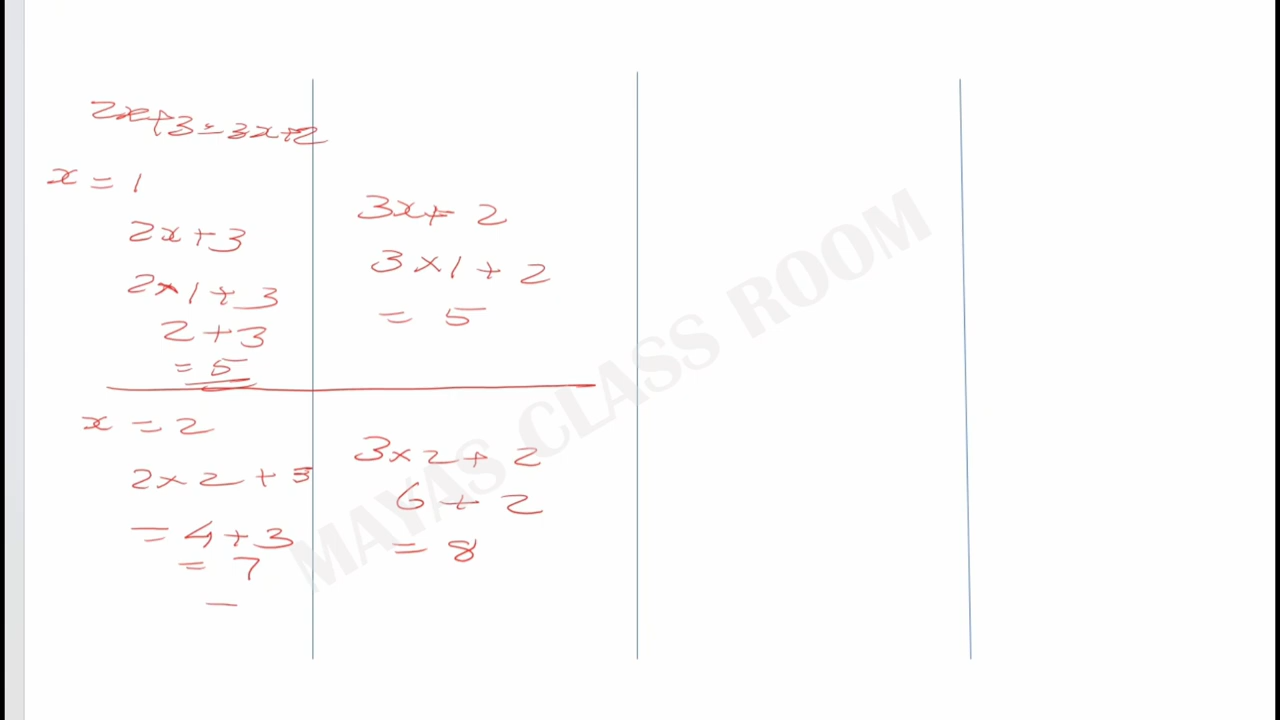 2x+3=3x+2
x = 1
2x+3
2×1+3
2+3
= 5
3x+ 2
3×1+2
= 5
x = 2
2×2+3
= 4+3
= 7
3×2+2
6+2
= 8
MAYAS CLASS ROOM